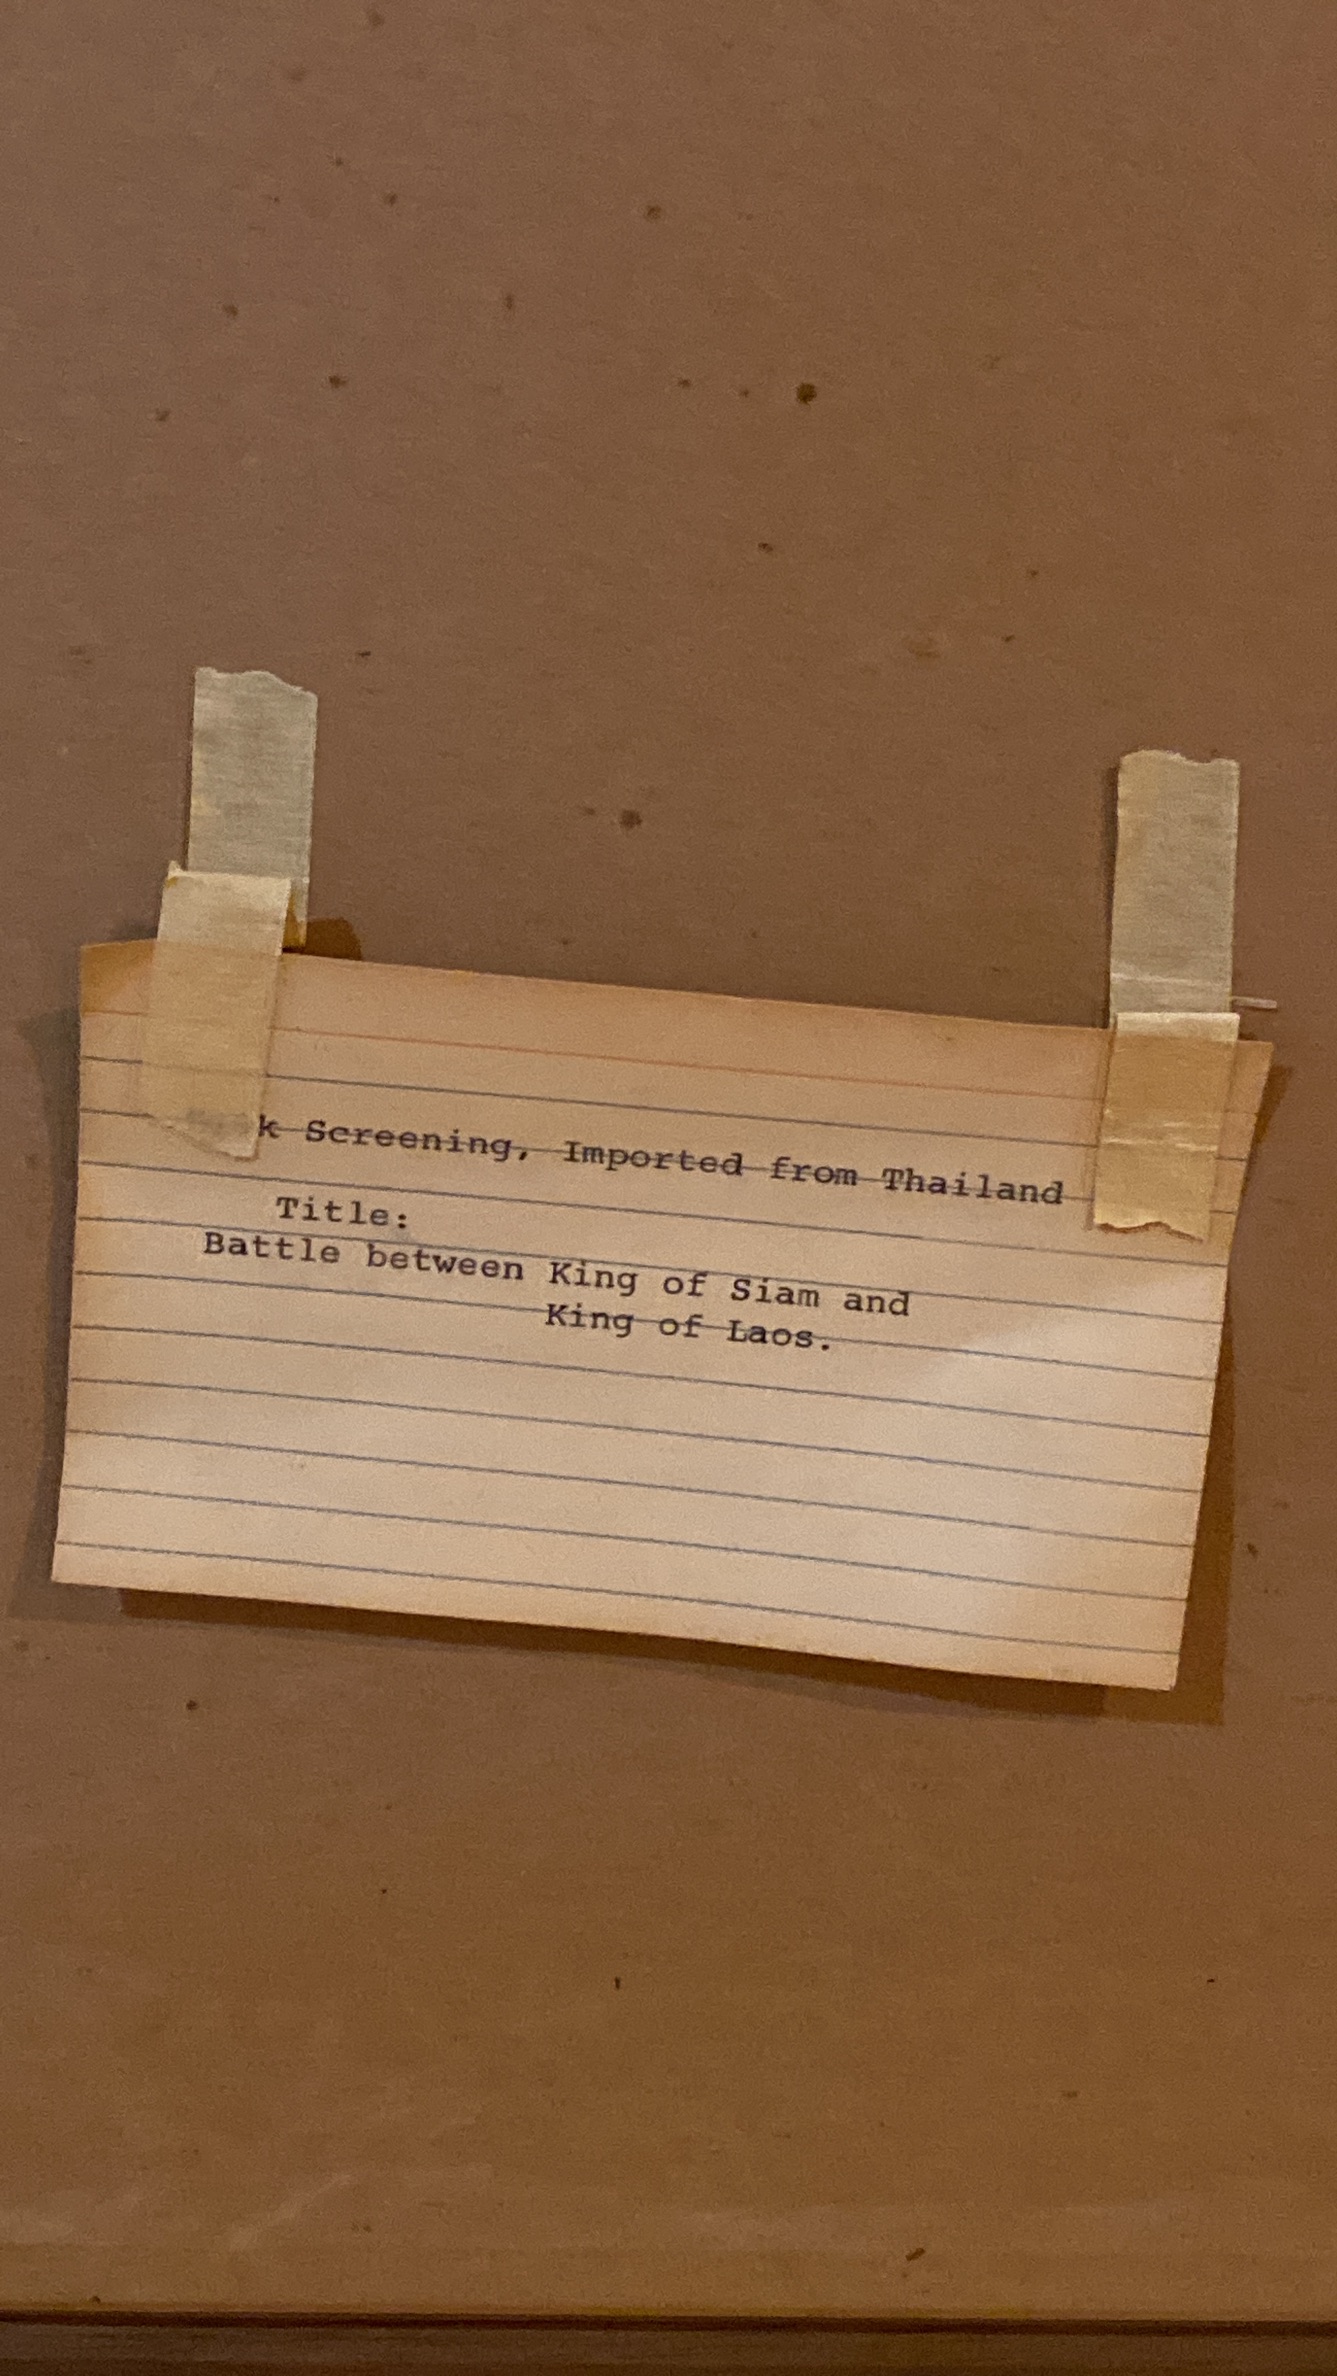 k Screening, Imported from Thailand
Title:
Battle between King of Siam and
King of Laos.